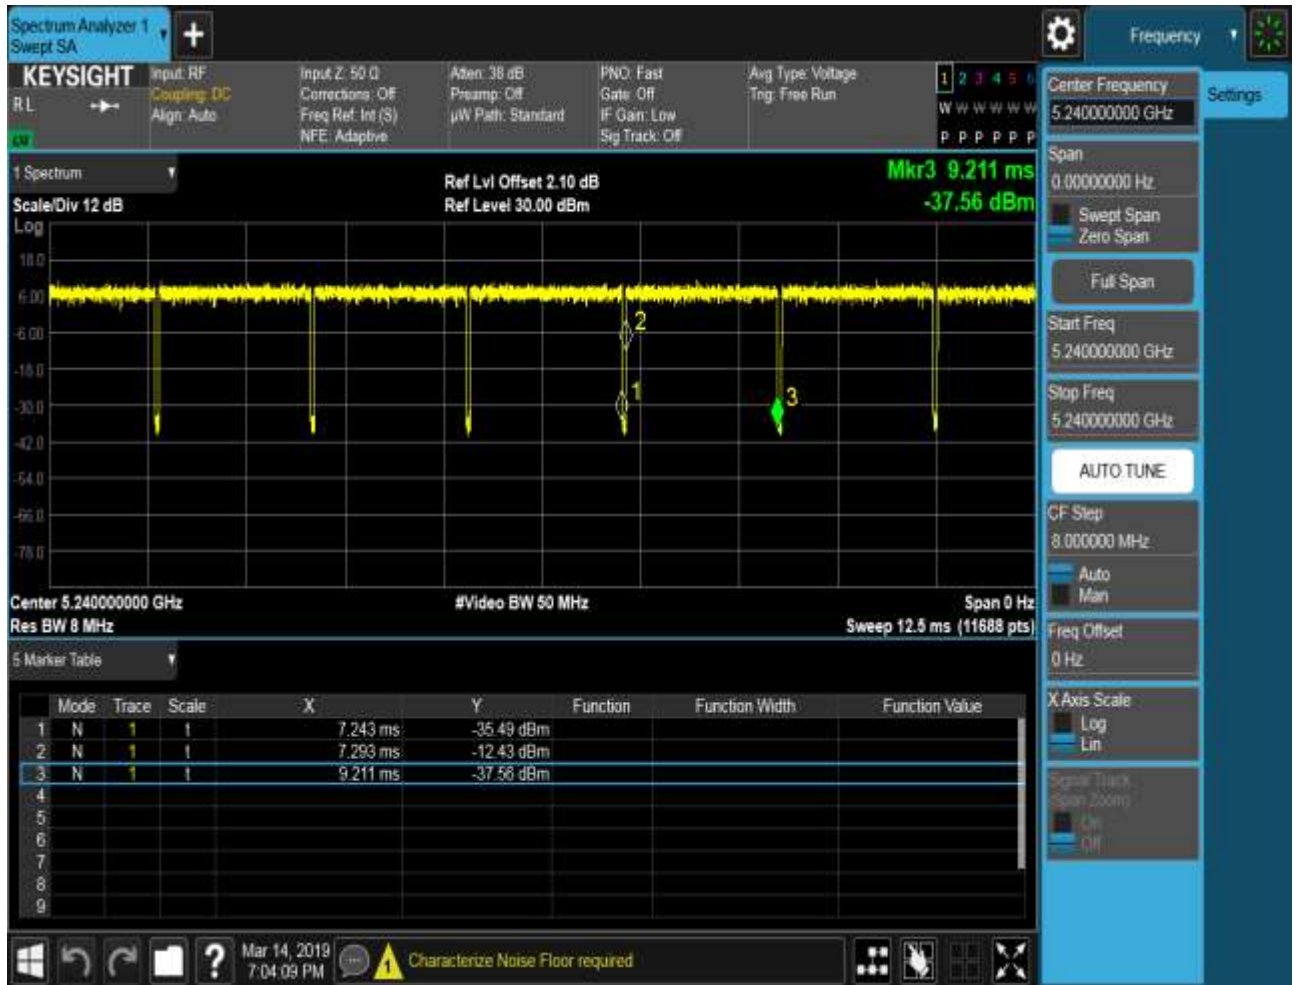 Spectrum Analyzer 1
Swept SA
+
Frequency
KEYSIGHT
RL
Input: RF
Coupling: DC
Align: Auto
Input Z: 50 Ω
Corrections: Off
Freq Ref: Int (S)
NFE: Adaptive
Atten: 38 dB
Preamp: Off
µW Path: Standard
PNO: Fast
Gate: Off
IF Gain: Low
Sig Track: Off
Avg Type: Voltage
Trig: Free Run
1 2 3 4 5 6
W W W W W W
P P P P P P
Center Frequency
5.240000000 GHz
Settings
1 Spectrum
Scale/Div 12 dB
Ref Lvl Offset 2.10 dB
Ref Level 30.00 dBm
Mkr3 9.211 ms
-37.56 dBm
Log
18.0
6.00
-6.00
-18.0
-30.0
-42.0
-54.0
-66.0
-78.0
2
1
3
Center 5.240000000 GHz
#Video BW 50 MHz
Span 0 Hz
Res BW 8 MHz
Sweep 12.5 ms (11688 pts)
Span
0.00000000 Hz
Swept Span
Zero Span
Full Span
Start Freq
5.240000000 GHz
Stop Freq
5.240000000 GHz
AUTO TUNE
CF Step
8.000000 MHz
Auto
Man
Freq Offset
0 Hz
X Axis Scale
Log
Lin
Signal Track
(Span Zoom)
On
Off
5 Marker Table
Mode Trace Scale X Y Function Function Width Function Value
1 N 1 t 7.243 ms -35.49 dBm
2 N 1 t 7.293 ms -12.43 dBm
3 N 1 t 9.211 ms -37.56 dBm
4
5
6
7
8
9
?
Mar 14, 2019
7:04:09 PM
1
Characterize Noise Floor required